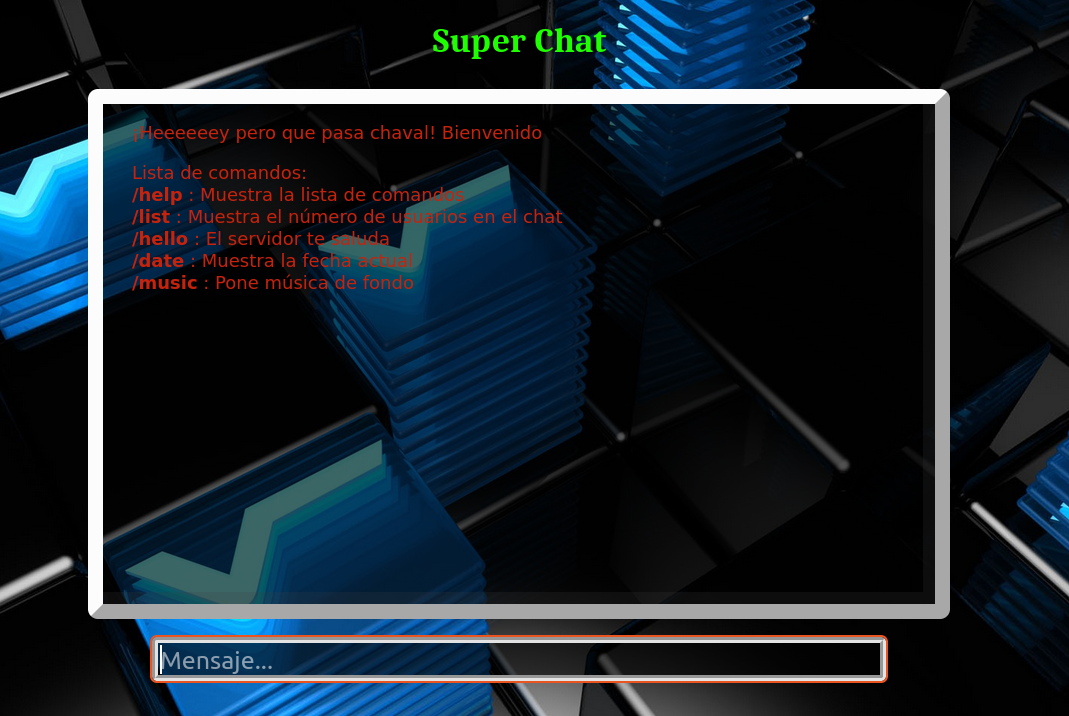 Super Chat
¡Heeeeeey pero que pasa chaval! Bienvenido
Lista de comandos:
/help : Muestra la lista de comandos
/list : Muestra el número de usuarios en el chat
/hello : El servidor te saluda
/date : Muestra la fecha actual
/music : Pone música de fondo
Mensaje...